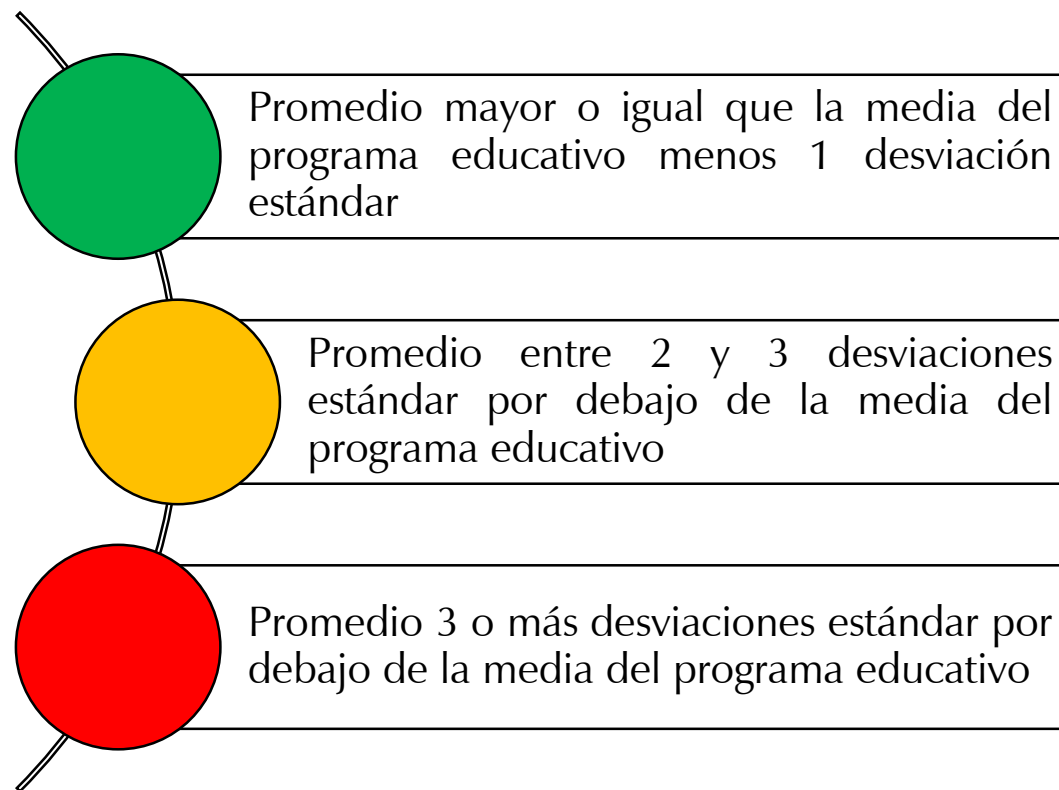 Promedio mayor o igual que la media del
programa educativo menos 1 desviación
estándar
Promedio entre 2 y 3 desviaciones
estándar por debajo de la media del
programa educativo
Promedio 3 o más desviaciones estándar por
debajo de la media del programa educativo